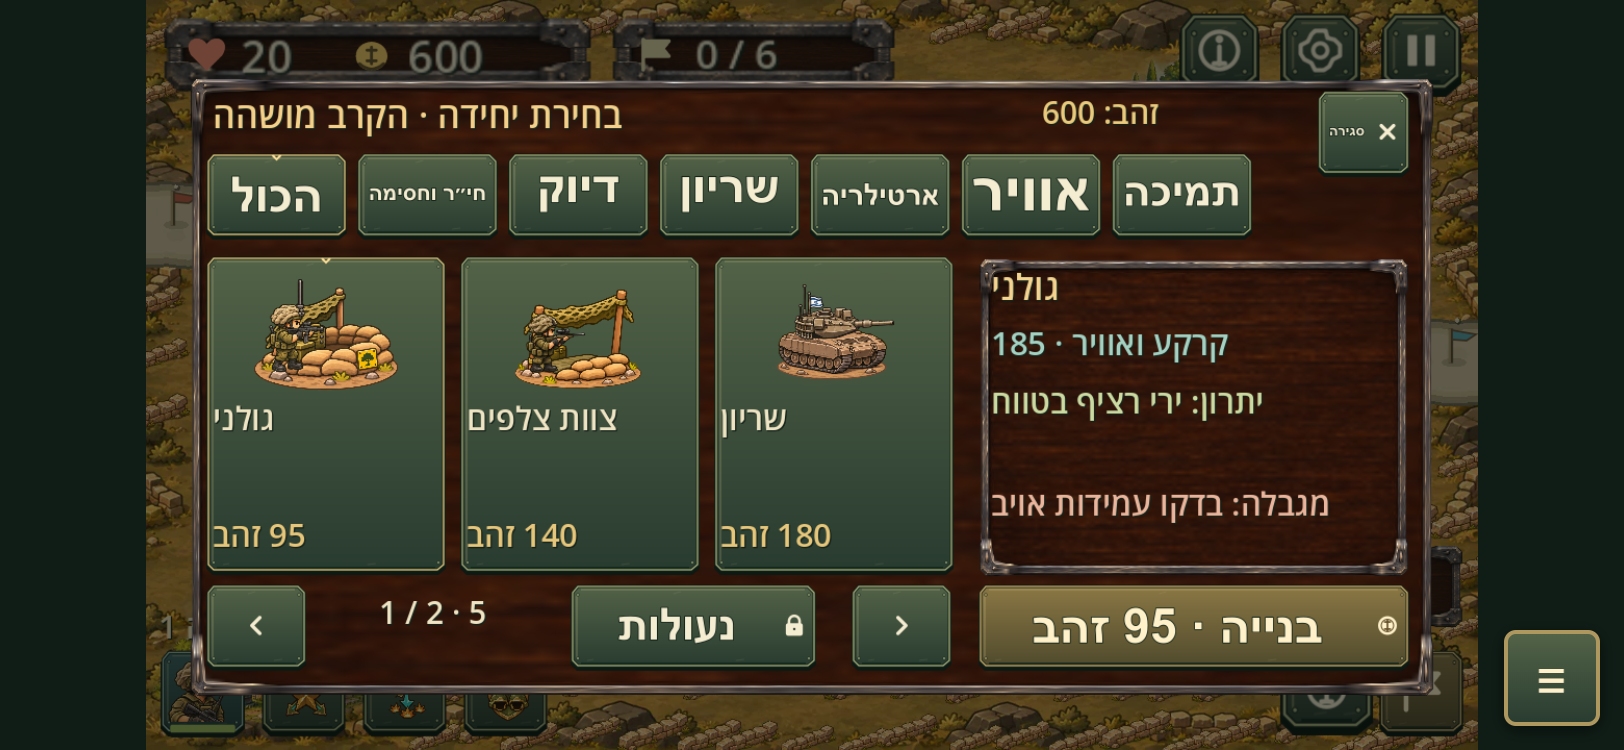 20
600
0 / 6
בחירת יחידה · הקרב מושהה
זהב: 600
סגירה
הכול
חי״ר וחסימה
דיוק
שריון
ארטילריה
אוויר
תמיכה
גולני
95 זהב
צוות צלפים
140 זהב
שריון
180 זהב
גולני
קרקע ואוויר · 185
יתרון: ירי רציף בטווח
מגבלה: בדקו עמידות אויב
1 / 2 · 5
נעולות
בנייה · 95 זהב